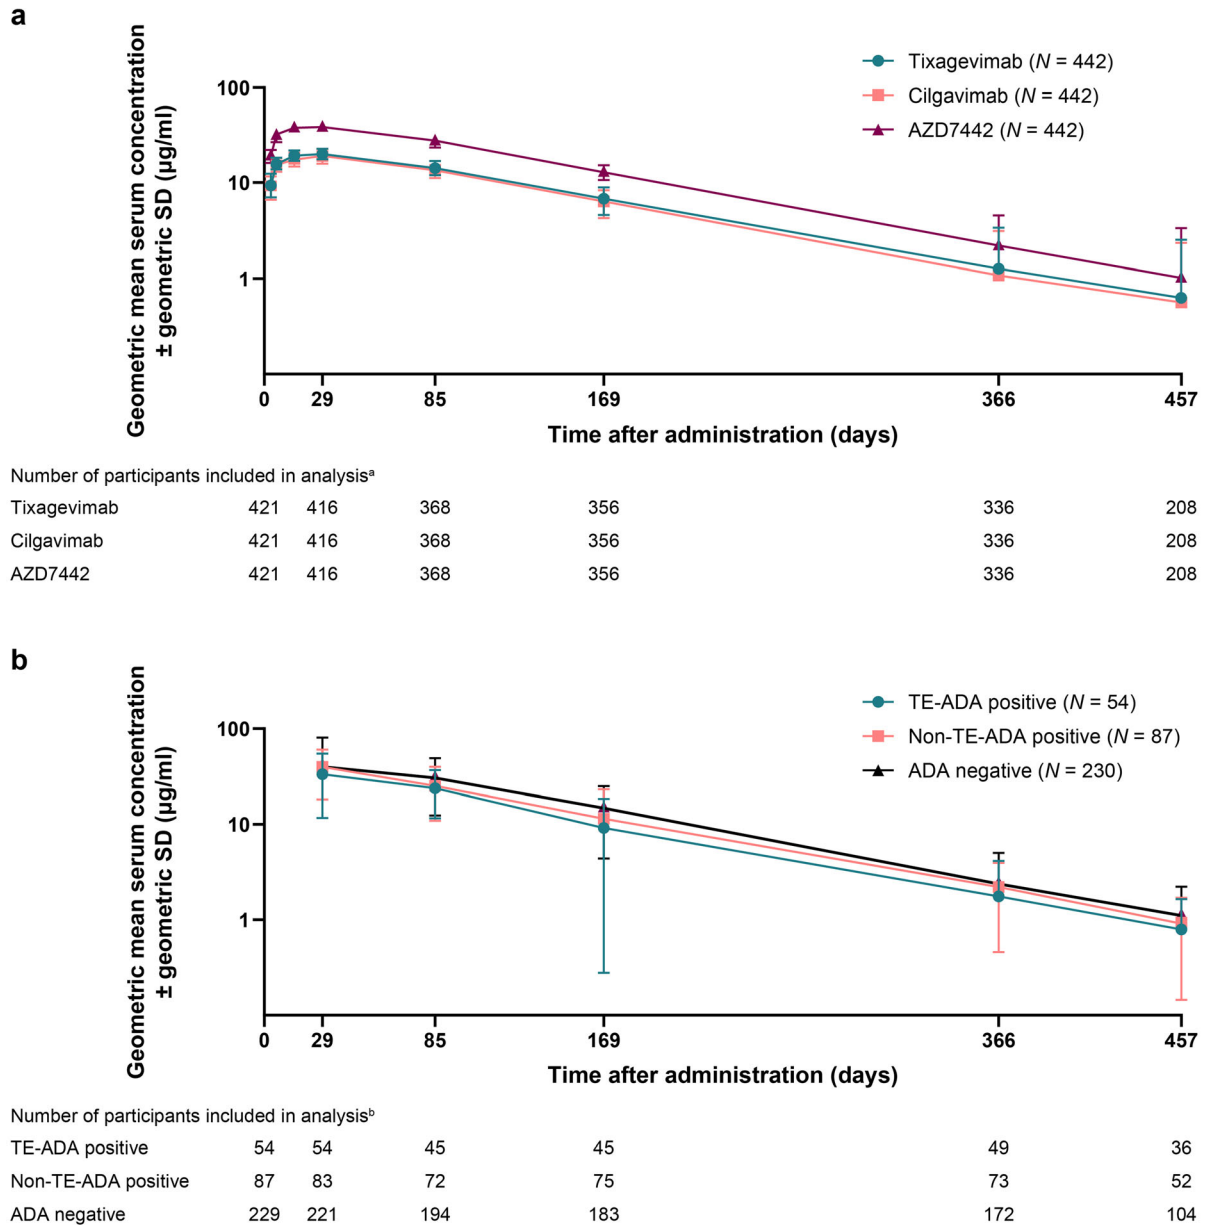 a
Geometric mean serum concentration
± geometric SD (µg/ml)
Tixagevimab (N = 442)
Cilgavimab (N = 442)
AZD7442 (N = 442)
100
10
1
0 29 85 169 366 457
Time after administration (days)
Number of participants included in analysisᵃ
Tixagevimab 421 416 368 356 336 208
Cilgavimab 421 416 368 356 336 208
AZD7442 421 416 368 356 336 208
b
Geometric mean serum concentration
± geometric SD (µg/ml)
TE-ADA positive (N = 54)
Non-TE-ADA positive (N = 87)
ADA negative (N = 230)
100
10
1
0 29 85 169 366 457
Time after administration (days)
Number of participants included in analysisᵇ
TE-ADA positive 54 54 45 45 49 36
Non-TE-ADA positive 87 83 72 75 73 52
ADA negative 229 221 194 183 172 104